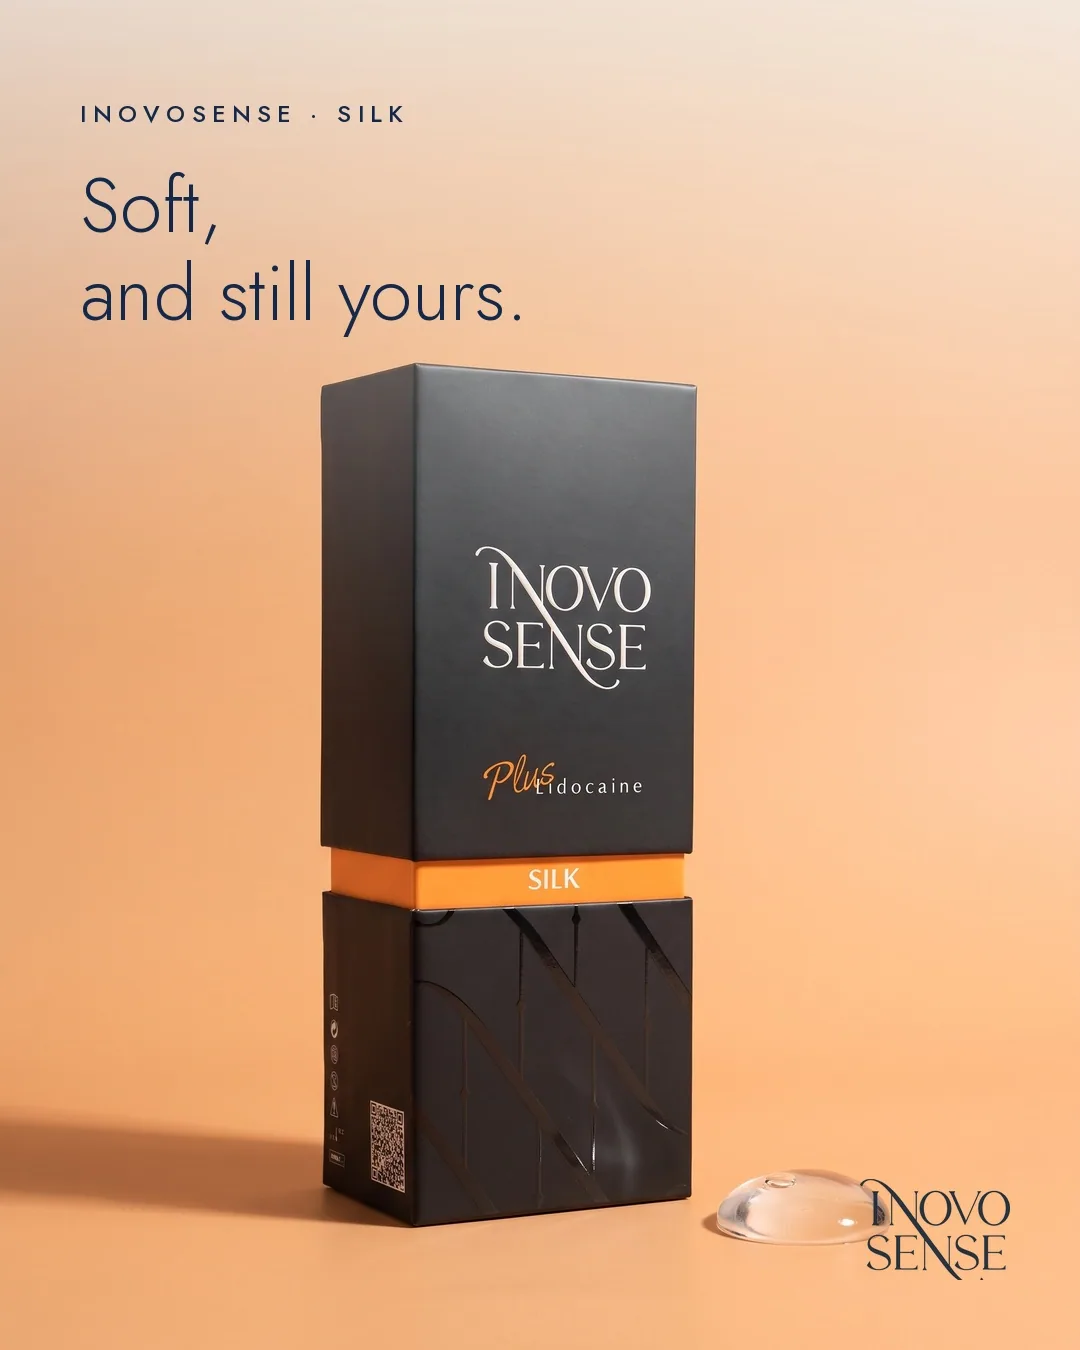 INOVOSENSE · SILK
Soft,
and still yours.
INOVO
SENSE
Plus
Lidocaine
SILK
INOVO
SENSE